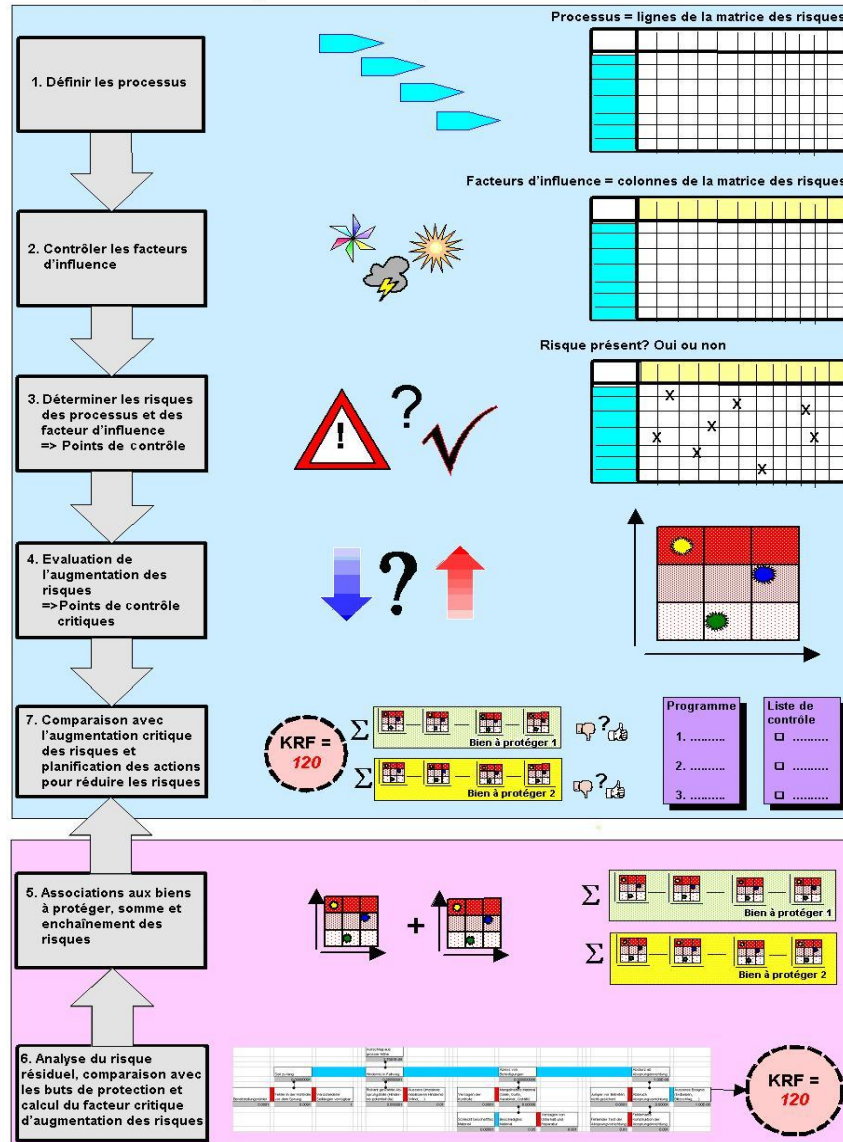 Processus = lignes de la matrice des risques
1. Définir les processus
Facteurs d'influence = colonnes de la matrice des risques
2. Contrôler les facteurs
d'influence
Risque présent? Oui ou non
3. Déterminer les risques
des processus et des
facteur d'influence
=> Points de contrôle
X
X
X
X
X
X
X
X
!
?
4. Evaluation de
l'augmentation des
risques
=>Points de contrôle
critiques
?
7. Comparaison avec
l'augmentation critique
des risques et
planification des actions
pour réduire les risques
KRF =
120
Σ
Bien à protéger 1
?
Σ
Bien à protéger 2
?
Programme
1. ..........
2. ..........
3. ..........
Liste de
contrôle
..........
..........
..........
5. Associations aux biens
à protéger, somme et
enchaînement des
risques
+
Σ
Bien à protéger 1
Σ
Bien à protéger 2
6. Analyse du risque
résiduel, comparaison avec
les buts de protection et
calcul du facteur critique
d'augmentation des risques
KRF =
120